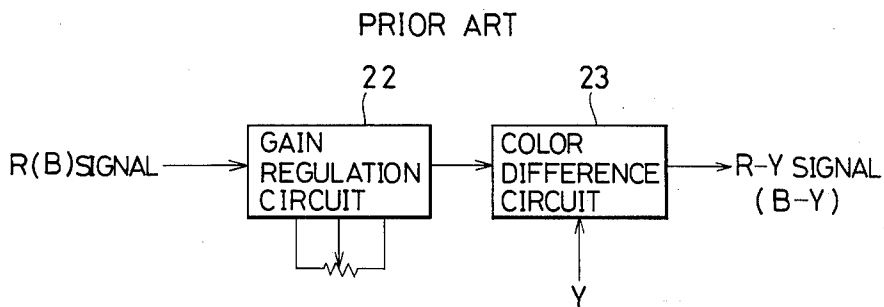 PRIOR ART
22
23
R(B)SIGNAL
GAIN
REGULATION
CIRCUIT
COLOR
DIFFERENCE
CIRCUIT
R-Y SIGNAL
(B-Y)
Y